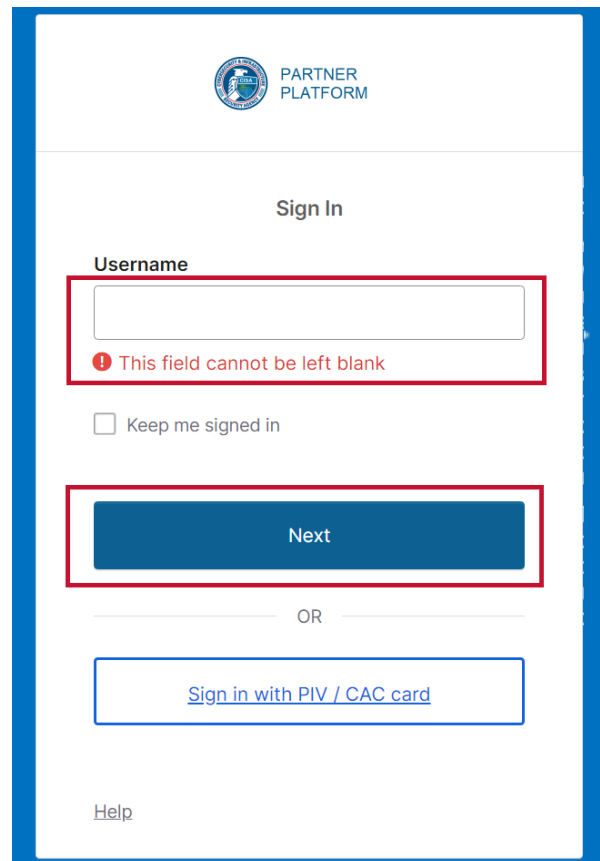 CISA
PARTNER
PLATFORM
Sign In
Username
This field cannot be left blank
Keep me signed in
Next
OR
Sign in with PIV / CAC card
Help